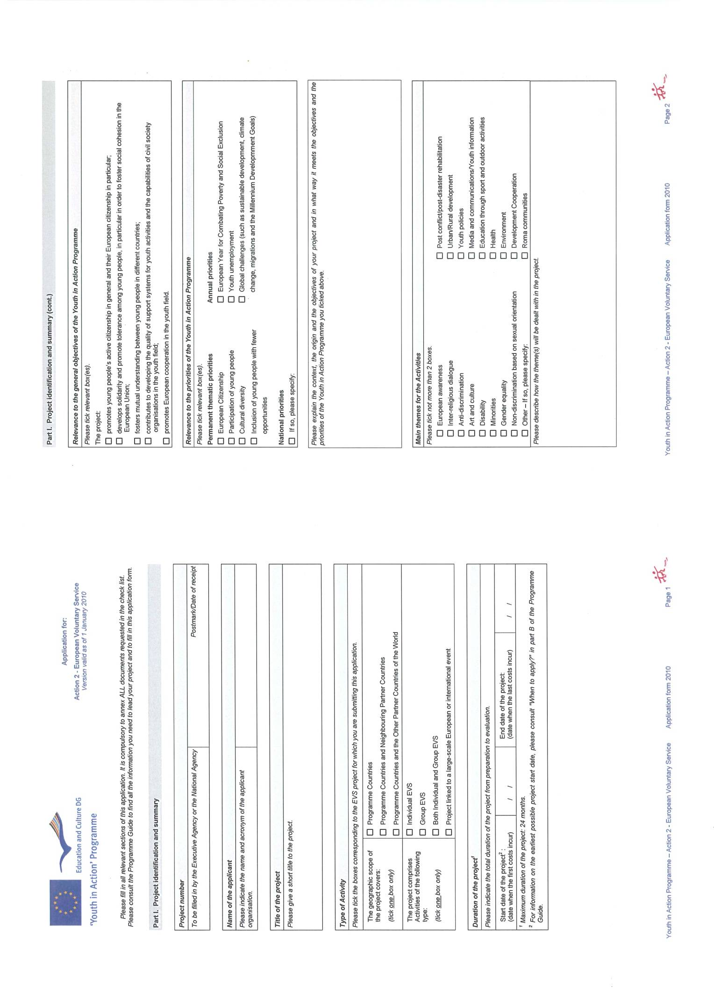 Education and Culture DG
'Youth in Action' Programme
Application for:
Action 2 - European Voluntary Service
Version valid as of 1 January 2010
Please fill in all relevant sections of this application. It is compulsory to annex ALL documents requested in the check list.
Please consult the Programme Guide to find all the information you need to lead your project and to fill in this application form.
Part I. Project identification and summary
Project number
To be filled in by the Executive Agency or the National Agency
Postmark/Date of receipt
Name of the applicant
Please indicate the name and acronym of the applicant
organisation.
Title of the project
Please give a short title to the project.
Type of Activity
Please tick the boxes corresponding to the EVS project for which you are submitting this application.
The geographic scope of
the project covers:
(tick one box only)
☐ Programme Countries
☐ Programme Countries and Neighbouring Partner Countries
☐ Programme Countries and the Other Partner Countries of the World
The project comprises
Activities of the following
type:
(tick one box only)
☐ Individual EVS
☐ Group EVS
☐ Both Individual and Group EVS
☐ Project linked to a large-scale European or international event
Duration of the project¹
Please indicate the total duration of the project from preparation to evaluation.
Start date of the project²:
(date when the first costs incur)
/ /
End date of the project:
(date when the last costs incur)
/ /
¹ Maximum duration of the project: 24 months.
² For information on the earliest possible project start date, please consult "When to apply?" in part B of the Programme
Guide.
Youth in Action Programme – Action 2 - European Voluntary Service Application form 2010 Page 1
Youth
Part I. Project identification and summary (cont.)
Relevance to the general objectives of the Youth in Action Programme
Please tick relevant box(es).
The project:
☐ promotes young people's active citizenship in general and their European citizenship in particular;
☐ develops solidarity and promote tolerance among young people, in particular in order to foster social cohesion in the
European Union;
☐ fosters mutual understanding between young people in different countries;
☐ contributes to developing the quality of support systems for youth activities and the capabilities of civil society
organisations in the youth field;
☐ promotes European cooperation in the youth field.
Relevance to the priorities of the Youth in Action Programme
Please tick relevant box(es).
Permanent thematic priorities
☐ European Citizenship
☐ Participation of young people
☐ Cultural diversity
☐ Inclusion of young people with fewer
opportunities
Annual priorities
☐ European Year for Combating Poverty and Social Exclusion
☐ Youth unemployment
☐ Global challenges (such as sustainable development, climate
change, migrations and the Millennium Developmment Goals)
National priorities
☐ If so, please specify:
Please explain the context, the origin and the objectives of your project and in what way it meets the objectives and the
priorities of the Youth in Action Programme you ticked above.
Main themes for the Activities
Please tick not more than 2 boxes.
☐ European awareness
☐ Inter-religious dialogue
☐ Anti-discrimination
☐ Art and culture
☐ Disability
☐ Minorities
☐ Gender equality
☐ Non-discrimination based on sexual orientation
☐ Other – If so, please specify:
☐ Post conflict/post-disaster rehabilitation
☐ Urban/Rural development
☐ Youth policies
☐ Media and communications/Youth information
☐ Education through sport and outdoor activities
☐ Health
☐ Environment
☐ Development Cooperation
☐ Roma communities
Please describe how the theme(s) will be dealt with in the project.
Youth in Action Programme – Action 2 - European Voluntary Service Application form 2010 Page 2
Youth